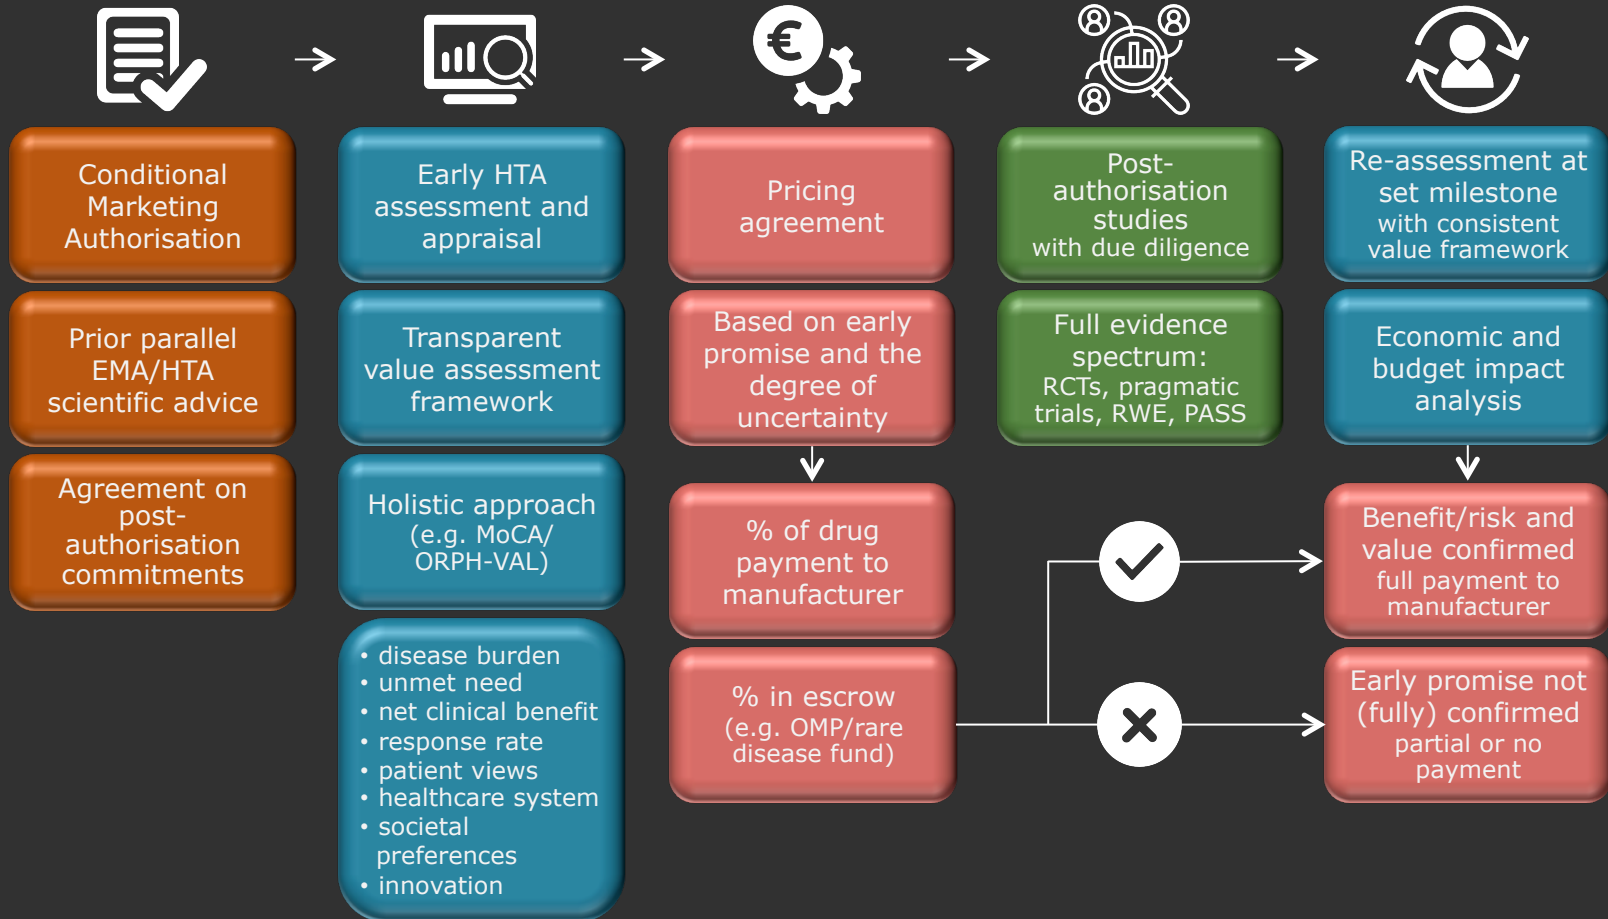 €
Conditional
Marketing
Authorisation
Prior parallel
EMA/HTA
scientific advice
Agreement on
post-
authorisation
commitments
Early HTA
assessment and
appraisal
Transparent
value assessment
framework
Holistic approach
(e.g. MoCA/
ORPH-VAL)
• disease burden
• unmet need
• net clinical benefit
• response rate
• patient views
• healthcare system
• societal
preferences
• innovation
Pricing
agreement
Based on early
promise and the
degree of
uncertainty
% of drug
payment to
manufacturer
% in escrow
(e.g. OMP/rare
disease fund)
Post-
authorisation
studies
with due diligence
Full evidence
spectrum:
RCTs, pragmatic
trials, RWE, PASS
Re-assessment at
set milestone
with consistent
value framework
Economic and
budget impact
analysis
Benefit/risk and
value confirmed
full payment to
manufacturer
Early promise not
(fully) confirmed
partial or no
payment